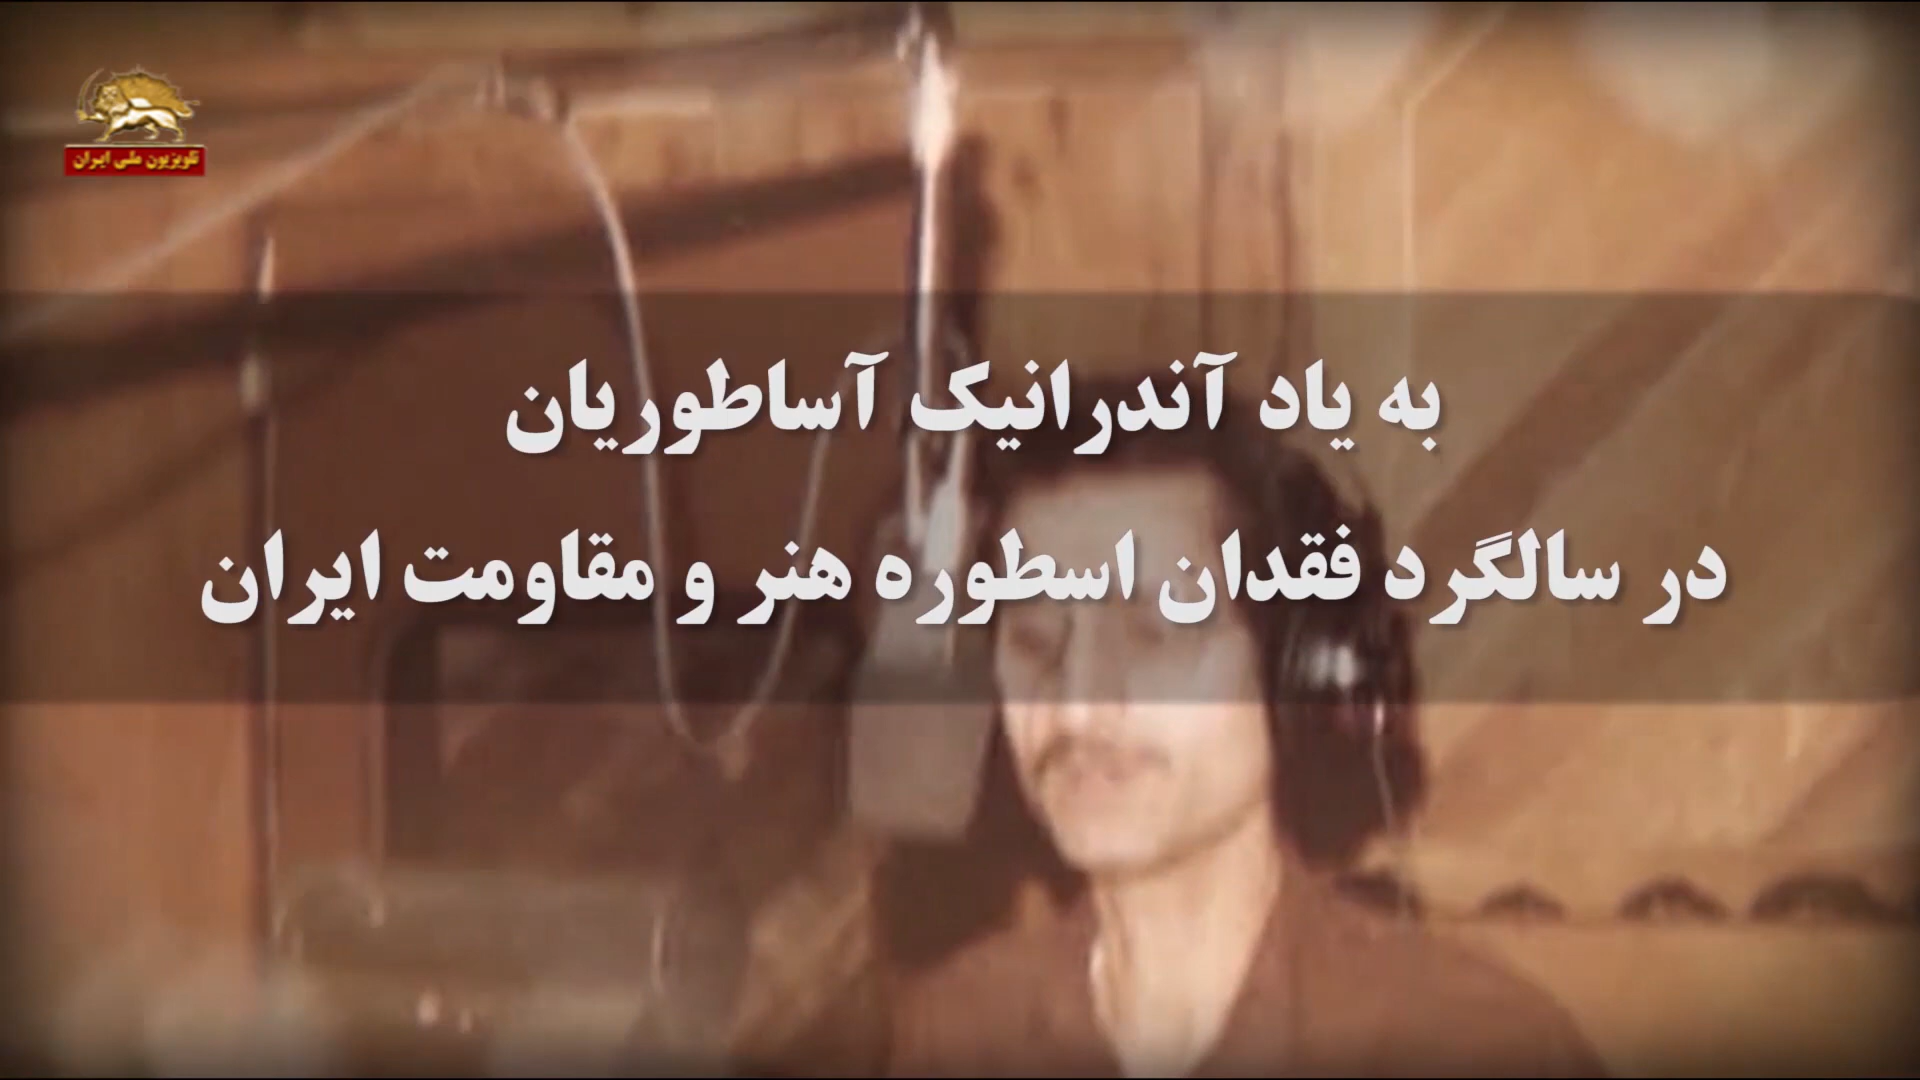 تلویزیون ملی ایران
به یاد آندرانیک آساطوریان
در سالگرد فقدان اسطوره هنر و مقاومت ایران